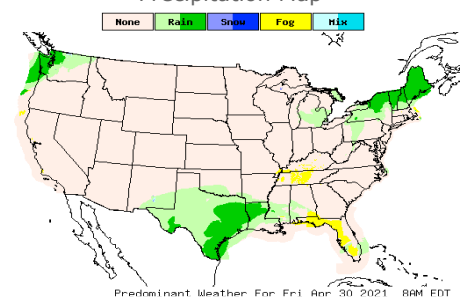 Precipitation Map
None Rain Snow Fog Mix
Predominant Weather For Fri Apr 30 2021 8AM EDT